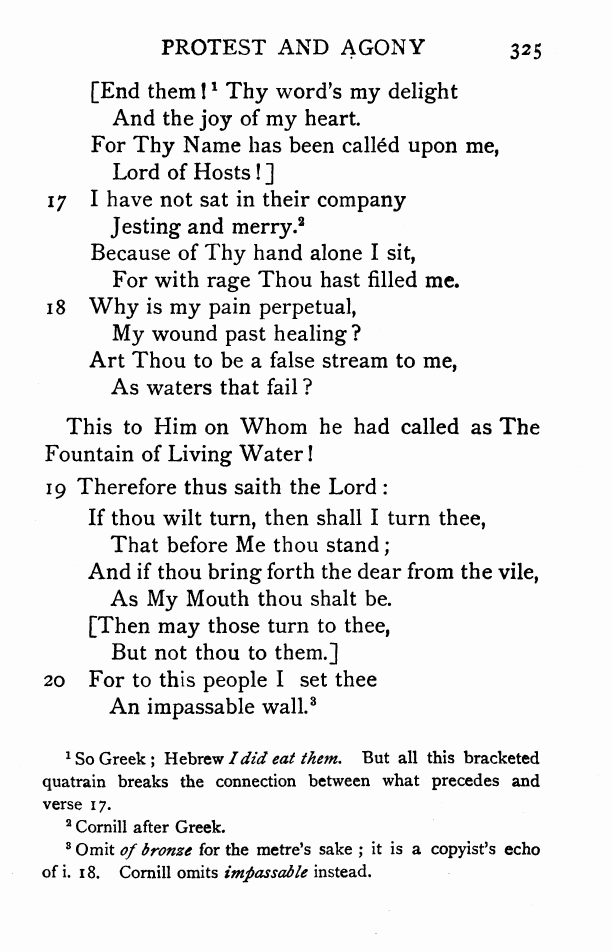 PROTEST AND AGONY 325
[End them!¹ Thy word's my delight
And the joy of my heart.
For Thy Name has been calléd upon me,
Lord of Hosts!]
17 I have not sat in their company
Jesting and merry.²
Because of Thy hand alone I sit,
For with rage Thou hast filled me.
18 Why is my pain perpetual,
My wound past healing?
Art Thou to be a false stream to me,
As waters that fail?
This to Him on Whom he had called as The
Fountain of Living Water!
19 Therefore thus saith the Lord:
If thou wilt turn, then shall I turn thee,
That before Me thou stand;
And if thou bring forth the dear from the vile,
As My Mouth thou shalt be.
[Then may those turn to thee,
But not thou to them.]
20 For to this people I set thee
An impassable wall.³
¹ So Greek; Hebrew I did eat them. But all this bracketed
quatrain breaks the connection between what precedes and
verse 17.
² Cornill after Greek.
³ Omit of bronze for the metre's sake; it is a copyist's echo
of i. 18. Cornill omits impassable instead.